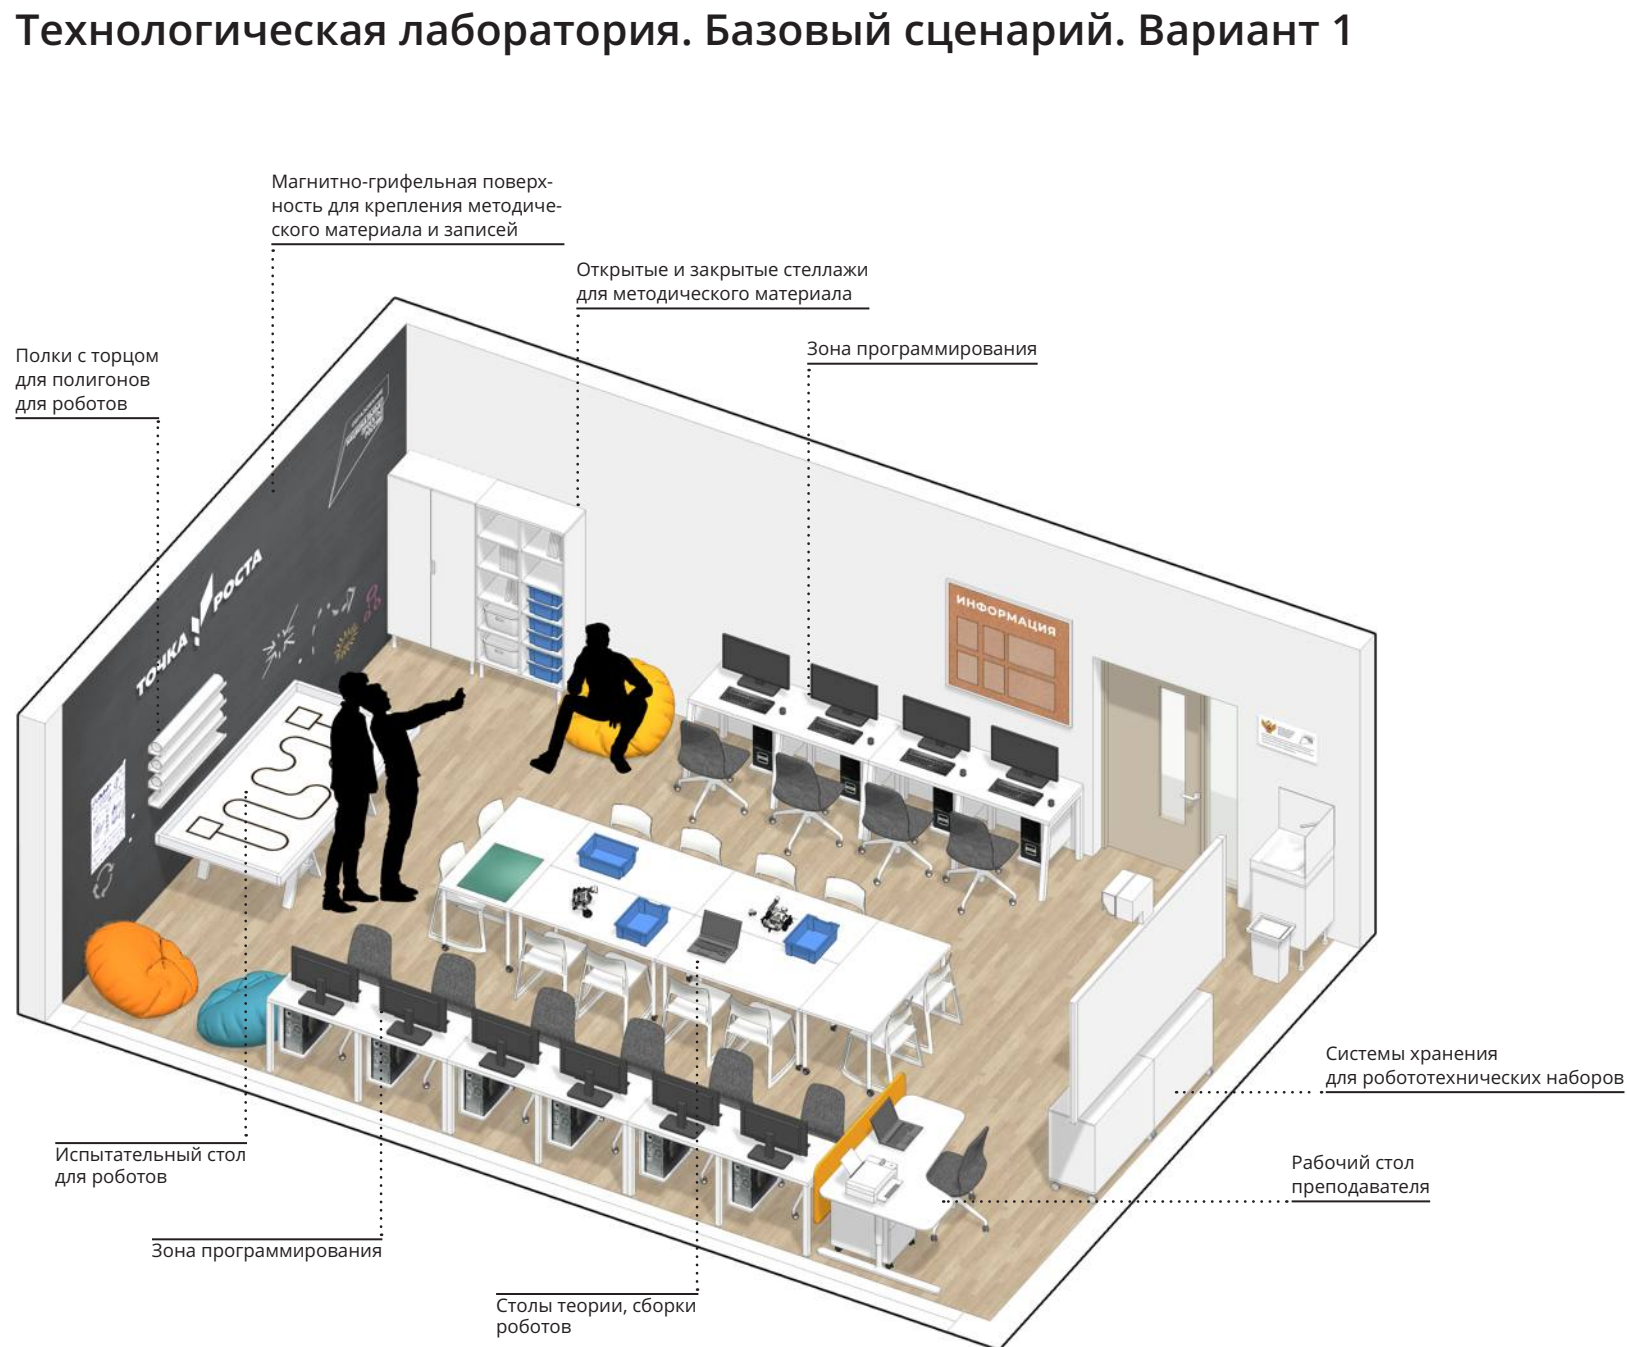 Технологическая лаборатория. Базовый сценарий. Вариант 1
Магнитно-грифельная поверх-
ность для крепления методиче-
ского материала и записей
Открытые и закрытые стеллажи
для методического материала
Зона программирования
Полки с торцом
для полигонов
для роботов
ТОЧКА РОСТА
ИНФОРМАЦИЯ
Системы хранения
для робототехнических наборов
Испытательный стол
для роботов
Рабочий стол
преподавателя
Зона программирования
Столы теории, сборки
роботов